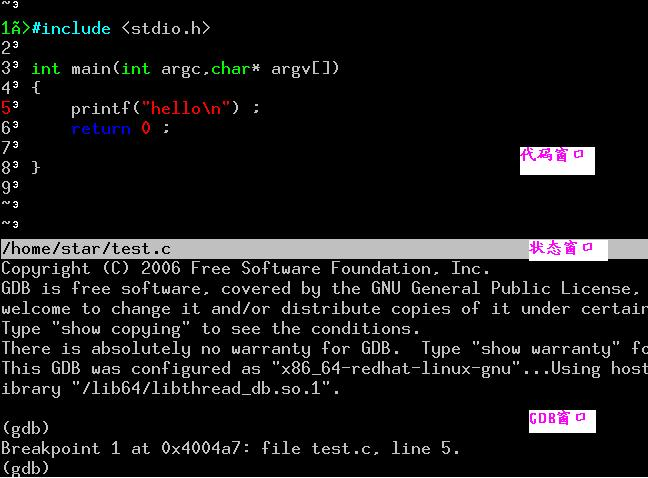 ~³
1Ã>#include <stdio.h>
2³
3³ int main(int argc,char* argv[])
4³ {
5³     printf("hello\n") ;
6³     return 0 ;
7³
代码窗口
8³ }
9³
~³
~³
/home/star/test.c 状态窗口
Copyright (C) 2006 Free Software Foundation, Inc.
GDB is free software, covered by the GNU General Public License,
welcome to change it and/or distribute copies of it under certain
Type "show copying" to see the conditions.
There is absolutely no warranty for GDB.  Type "show warranty" fo
This GDB was configured as "x86_64-redhat-linux-gnu"...Using host
ibrary "/lib64/libthread_db.so.1".
GDB窗口
(gdb)
Breakpoint 1 at 0x4004a7: file test.c, line 5.
(gdb)